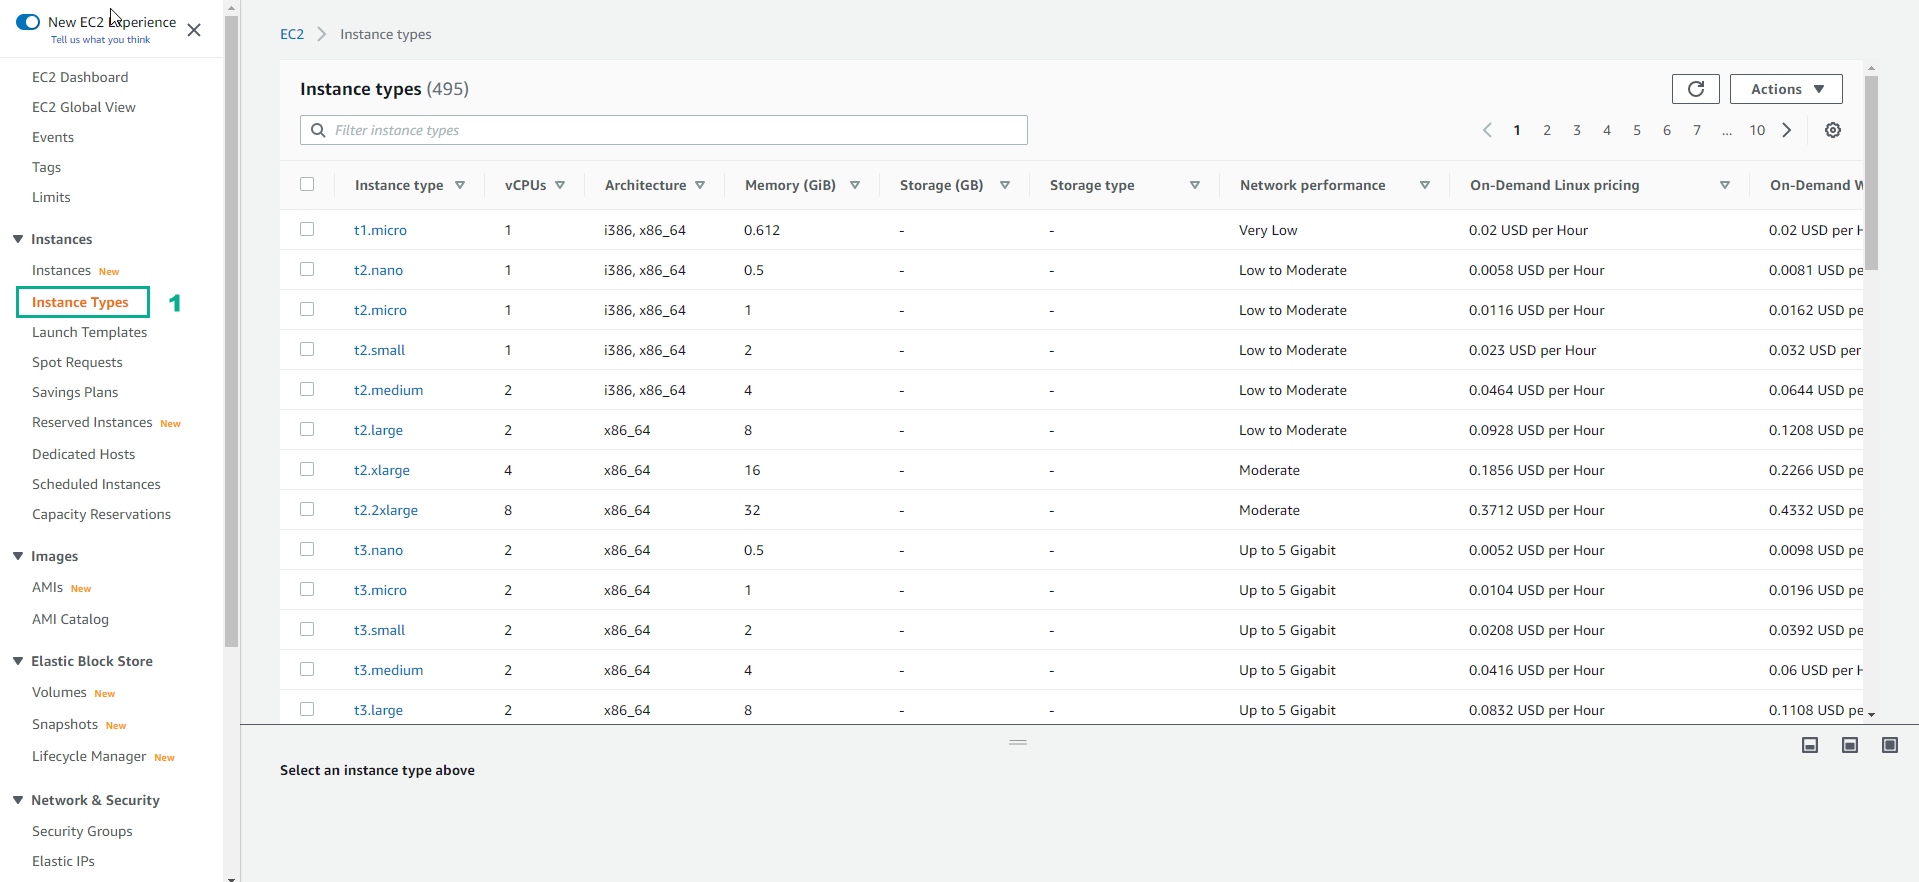 New EC2 Experience
Tell us what you think
EC2 Dashboard
EC2 Global View
Events
Tags
Limits
Instances
Instances New
Instance Types 1
Launch Templates
Spot Requests
Savings Plans
Reserved Instances New
Dedicated Hosts
Scheduled Instances
Capacity Reservations
Images
AMIs New
AMI Catalog
Elastic Block Store
Volumes New
Snapshots New
Lifecycle Manager New
Network & Security
Security Groups
Elastic IPs
EC2 Instance types
Instance types (495)
Actions
Filter instance types
1 2 3 4 5 6 7 ... 10
Instance type vCPUs Architecture Memory (GiB) Storage (GB) Storage type Network performance On-Demand Linux pricing On-Demand W
t1.micro 1 i386, x86_64 0.612 - - Very Low 0.02 USD per Hour 0.02 USD per H
t2.nano 1 i386, x86_64 0.5 - - Low to Moderate 0.0058 USD per Hour 0.0081 USD pe
t2.micro 1 i386, x86_64 1 - - Low to Moderate 0.0116 USD per Hour 0.0162 USD pe
t2.small 1 i386, x86_64 2 - - Low to Moderate 0.023 USD per Hour 0.032 USD per
t2.medium 2 i386, x86_64 4 - - Low to Moderate 0.0464 USD per Hour 0.0644 USD pe
t2.large 2 x86_64 8 - - Low to Moderate 0.0928 USD per Hour 0.1208 USD pe
t2.xlarge 4 x86_64 16 - - Moderate 0.1856 USD per Hour 0.2266 USD pe
t2.2xlarge 8 x86_64 32 - - Moderate 0.3712 USD per Hour 0.4332 USD pe
t3.nano 2 x86_64 0.5 - - Up to 5 Gigabit 0.0052 USD per Hour 0.0098 USD pe
t3.micro 2 x86_64 1 - - Up to 5 Gigabit 0.0104 USD per Hour 0.0196 USD pe
t3.small 2 x86_64 2 - - Up to 5 Gigabit 0.0208 USD per Hour 0.0392 USD pe
t3.medium 2 x86_64 4 - - Up to 5 Gigabit 0.0416 USD per Hour 0.06 USD per H
t3.large 2 x86_64 8 - - Up to 5 Gigabit 0.0832 USD per Hour 0.1108 USD pe
Select an instance type above